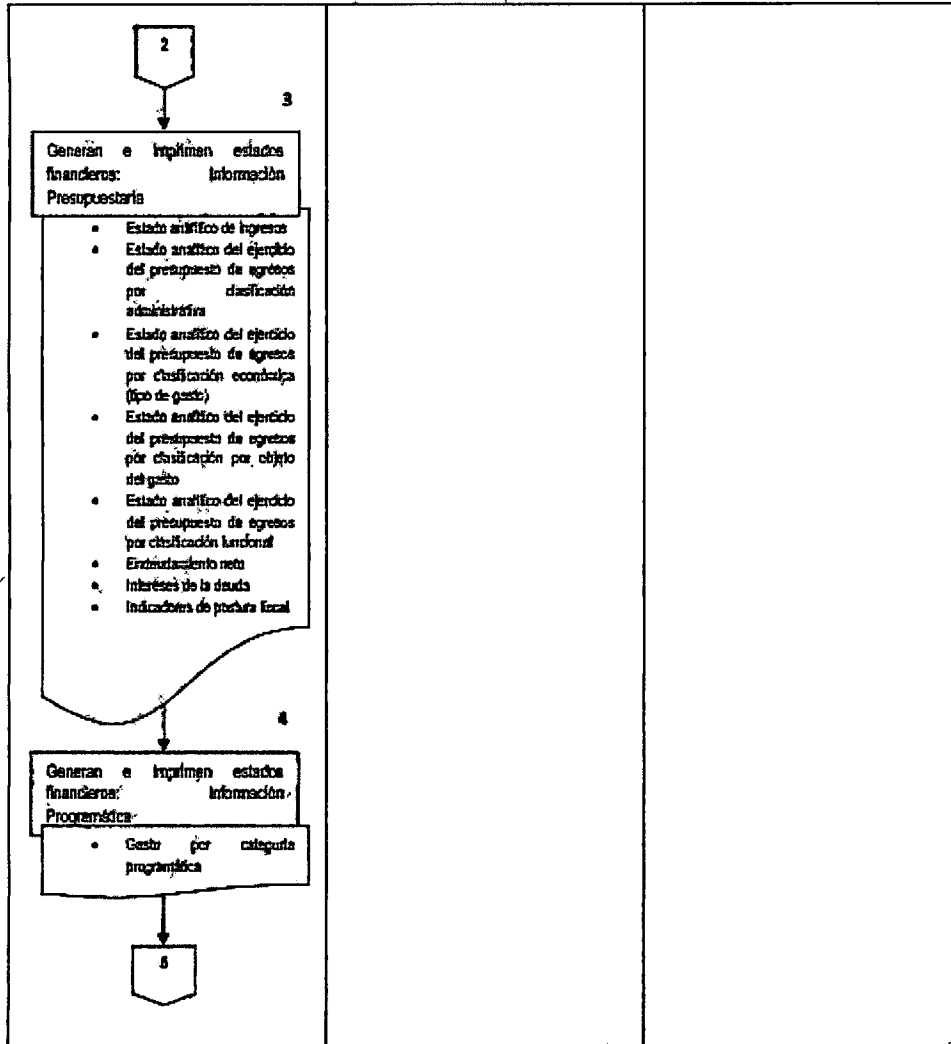 2
3
Generan e imprimen estados
financieros: Información
Presupuestaria
• Estado analítico de ingresos
• Estado analítico del ejercicio
del presupuesto de egresos
por clasificación
administrativa
• Estado analítico del ejercicio
del presupuesto de egresos
por clasificación económica
(tipo de gasto)
• Estado analítico del ejercicio
del presupuesto de egresos
por clasificación por objeto
del gasto
• Estado analítico del ejercicio
del presupuesto de egresos
por clasificación funcional
• Endeudamiento neto
• Intereses de la deuda
• Indicadores de postura fiscal
4
Generan e imprimen estados
financieros: Información
Programática
• Gasto por categoría
programática
5